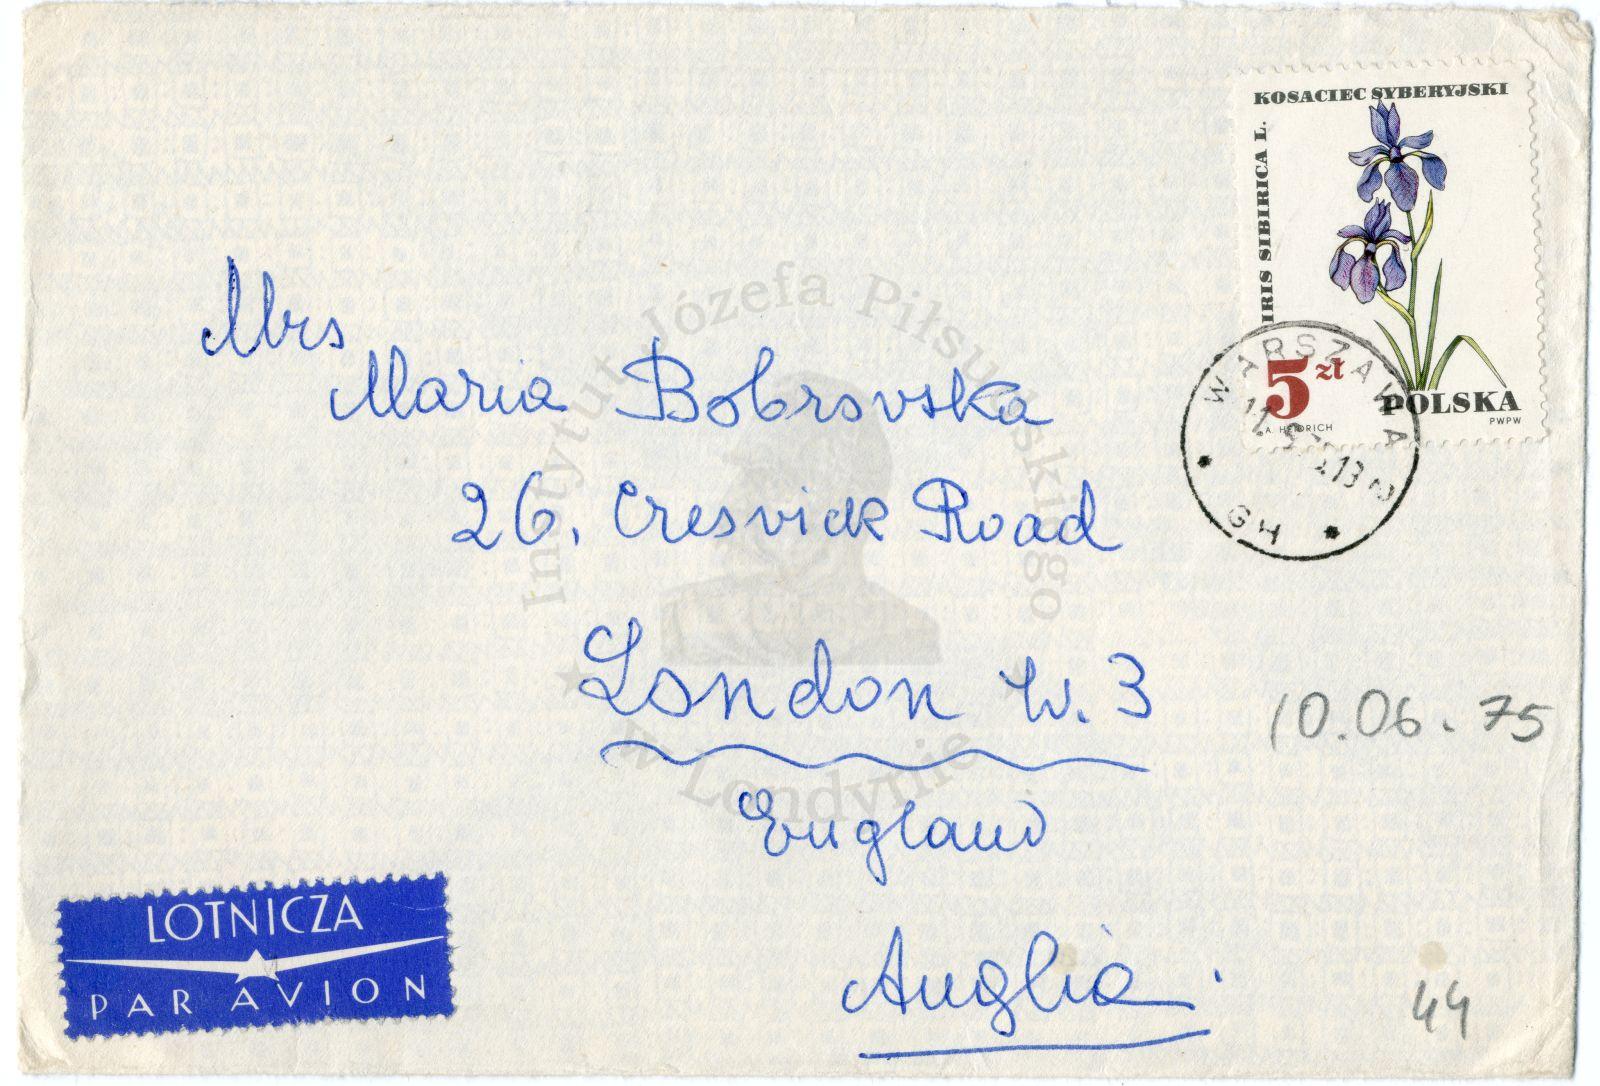 KOSACIEC SYBERYJSKI
IRIS SIBIRICA L.
5 zł
POLSKA
A. HEIDRICH
PWPW
WARSZAWA 2
GH
Mrs
Maria Bobrovska
26, Cresvick Road
London W. 3
England
Anglia.
10.06.75
44
LOTNICZA
PAR AVION
Instytut Józefa Piłsudskiego
w Londynie